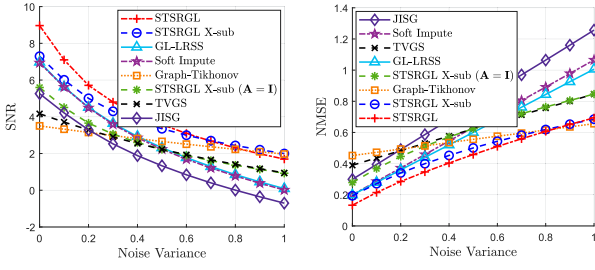 10
8
6
4
2
0
-2
SNR
0
0.2
0.4
0.6
0.8
1
Noise Variance
STSRGL
STSRGL X-sub
GL-LRSS
Soft Impute
Graph-Tikhonov
STSRGL X-sub (A = I)
TVGS
JISG
1.4
1.2
1
0.8
0.6
0.4
0.2
0
NMSE
0
0.2
0.4
0.6
0.8
1
Noise Variance
JISG
Soft Impute
TVGS
GL-LRSS
STSRGL X-sub (A = I)
Graph-Tikhonov
STSRGL X-sub
STSRGL